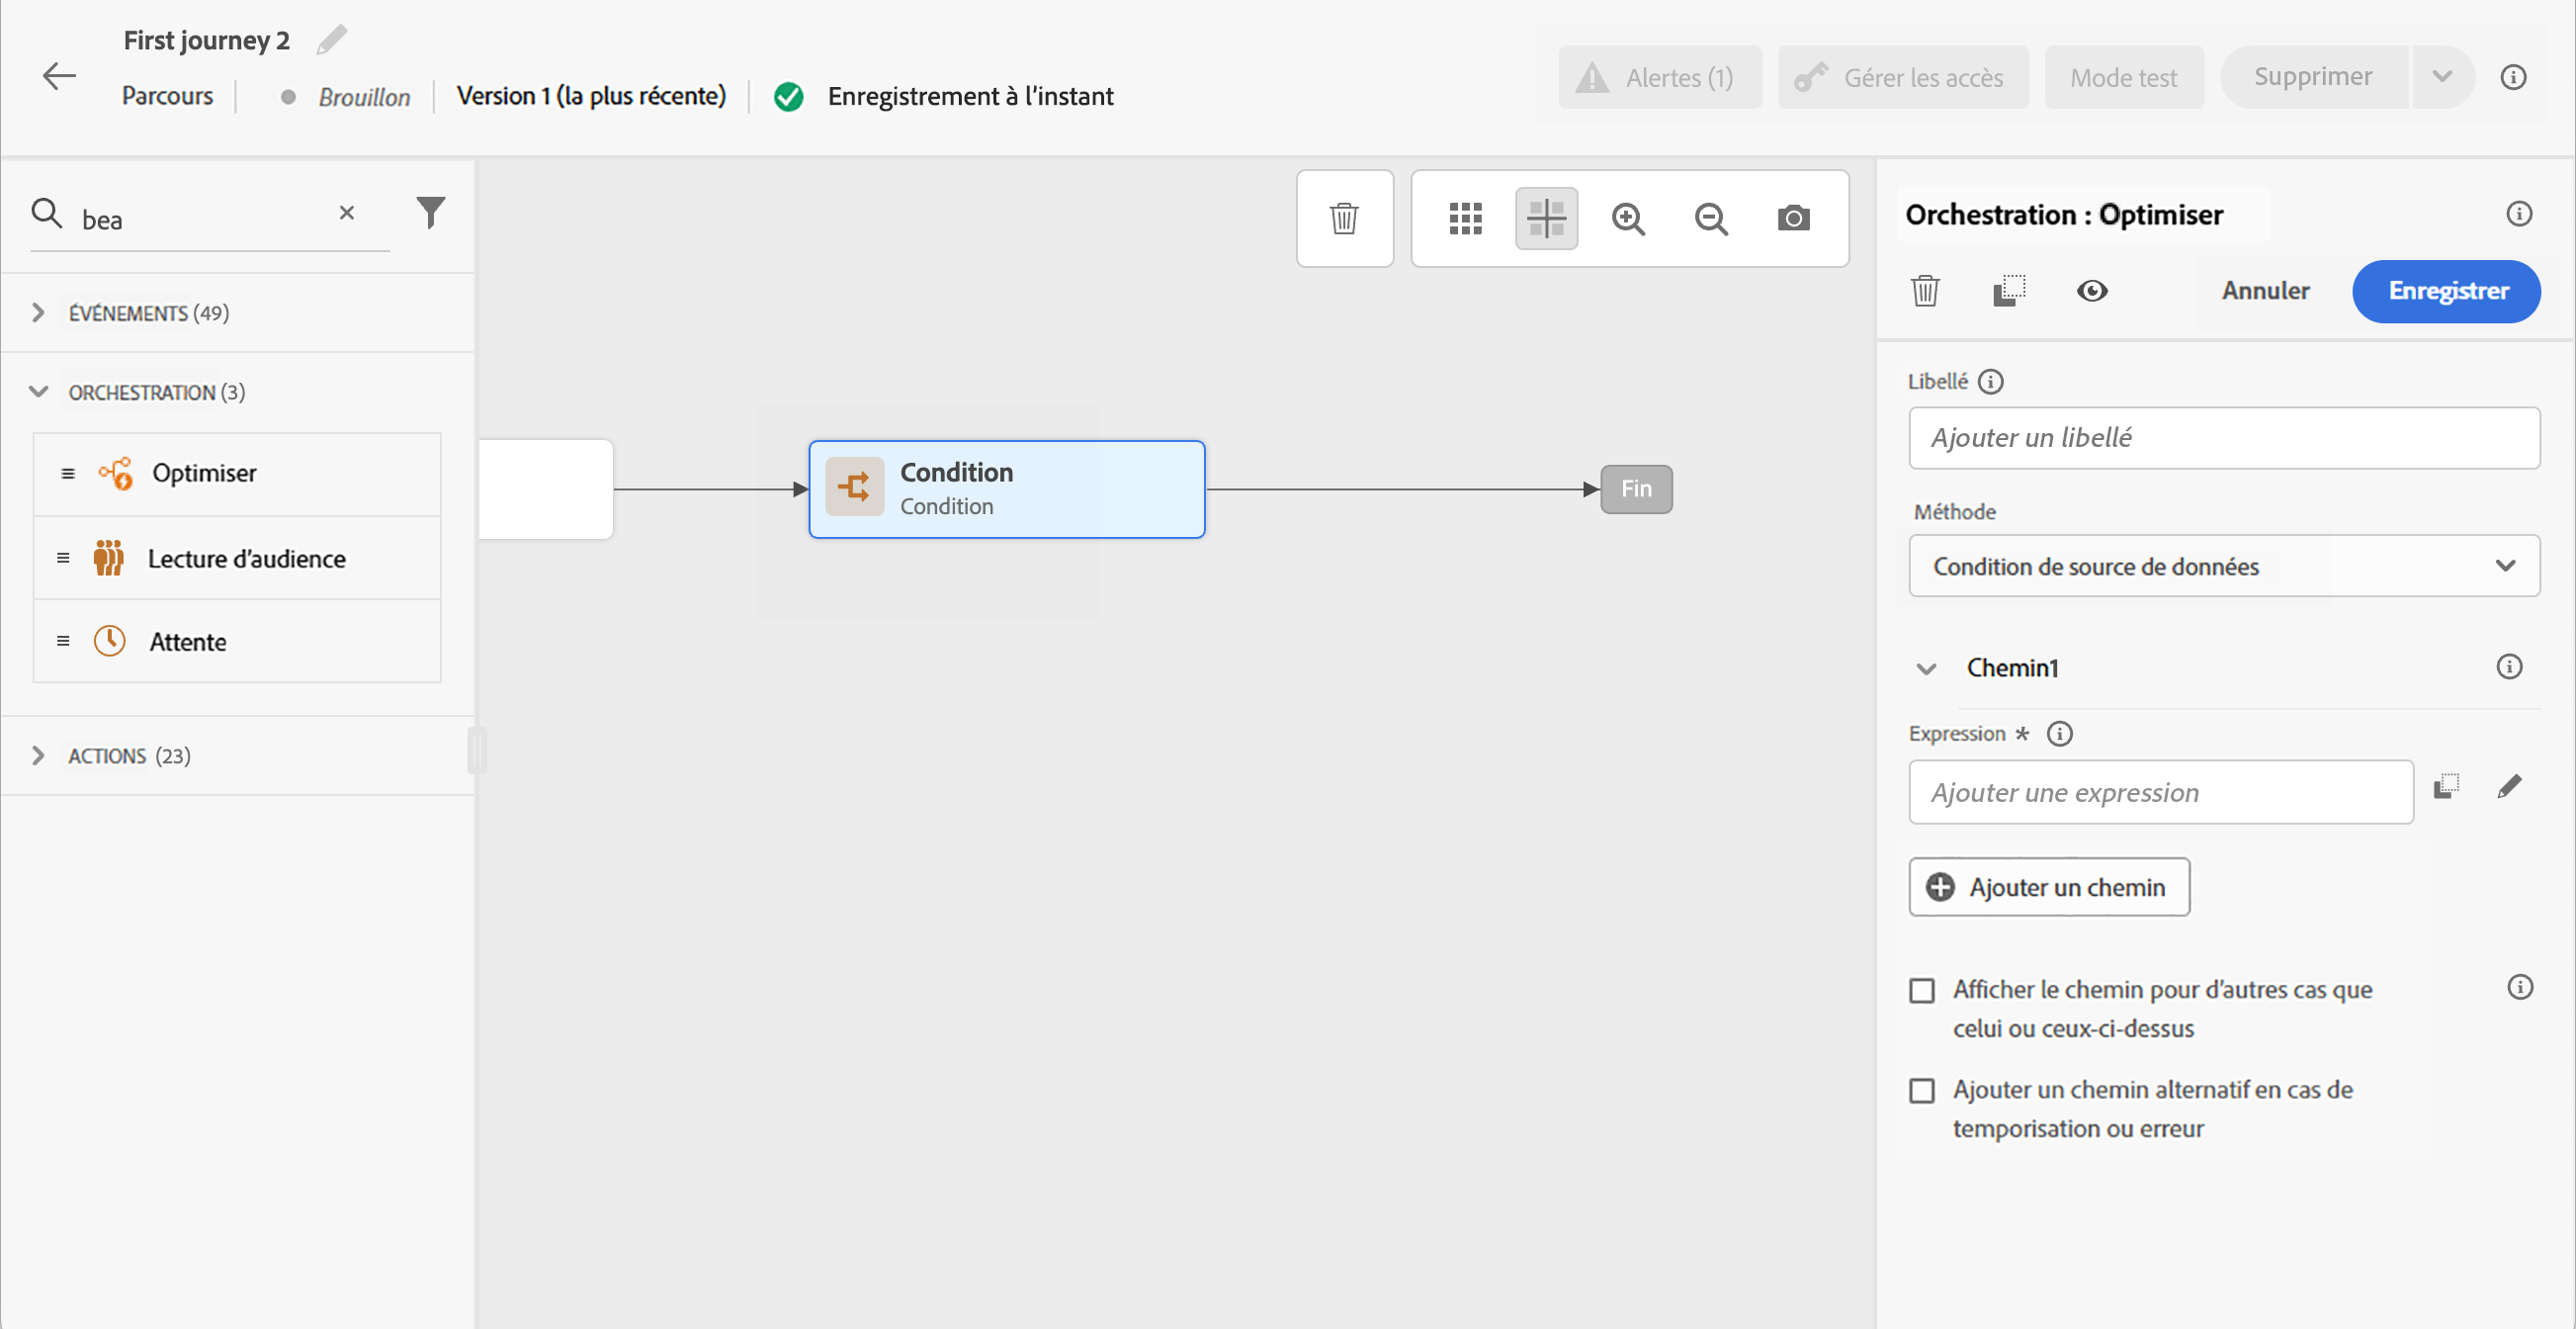 First journey 2
Parcours
Brouillon
Version 1 (la plus récente)
Enregistrement à l’instant
Alertes (1)
Gérer les accès
Mode test
Supprimer
bea
ÉVÉNEMENTS (49)
ORCHESTRATION (3)
Optimiser
Lecture d’audience
Attente
ACTIONS (23)
Condition
Condition
Fin
Orchestration : Optimiser
Annuler
Enregistrer
Libellé
Ajouter un libellé
Méthode
Condition de source de données
Chemin1
Expression *
Ajouter une expression
Ajouter un chemin
Afficher le chemin pour d’autres cas que
celui ou ceux-ci-dessus
Ajouter un chemin alternatif en cas de
temporisation ou erreur